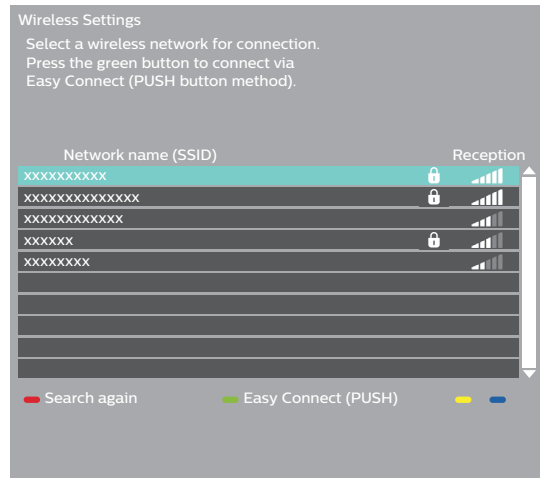 Wireless Settings
Select a wireless network for connection.
Press the green button to connect via
Easy Connect (PUSH button method).
Network name (SSID) Reception
xxxxxxxxxx
xxxxxxxxxxxxxx
xxxxxxxxxxxx
xxxxxx
xxxxxxxx
Search again Easy Connect (PUSH)